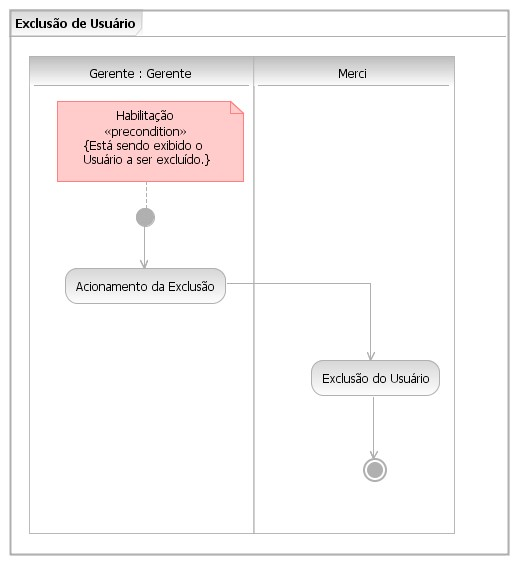 Exclusão de Usuário
Gerente : Gerente
Merci
Habilitação
«precondition»
{Está sendo exibido o
Usuário a ser excluído.}
Acionamento da Exclusão
Exclusão do Usuário